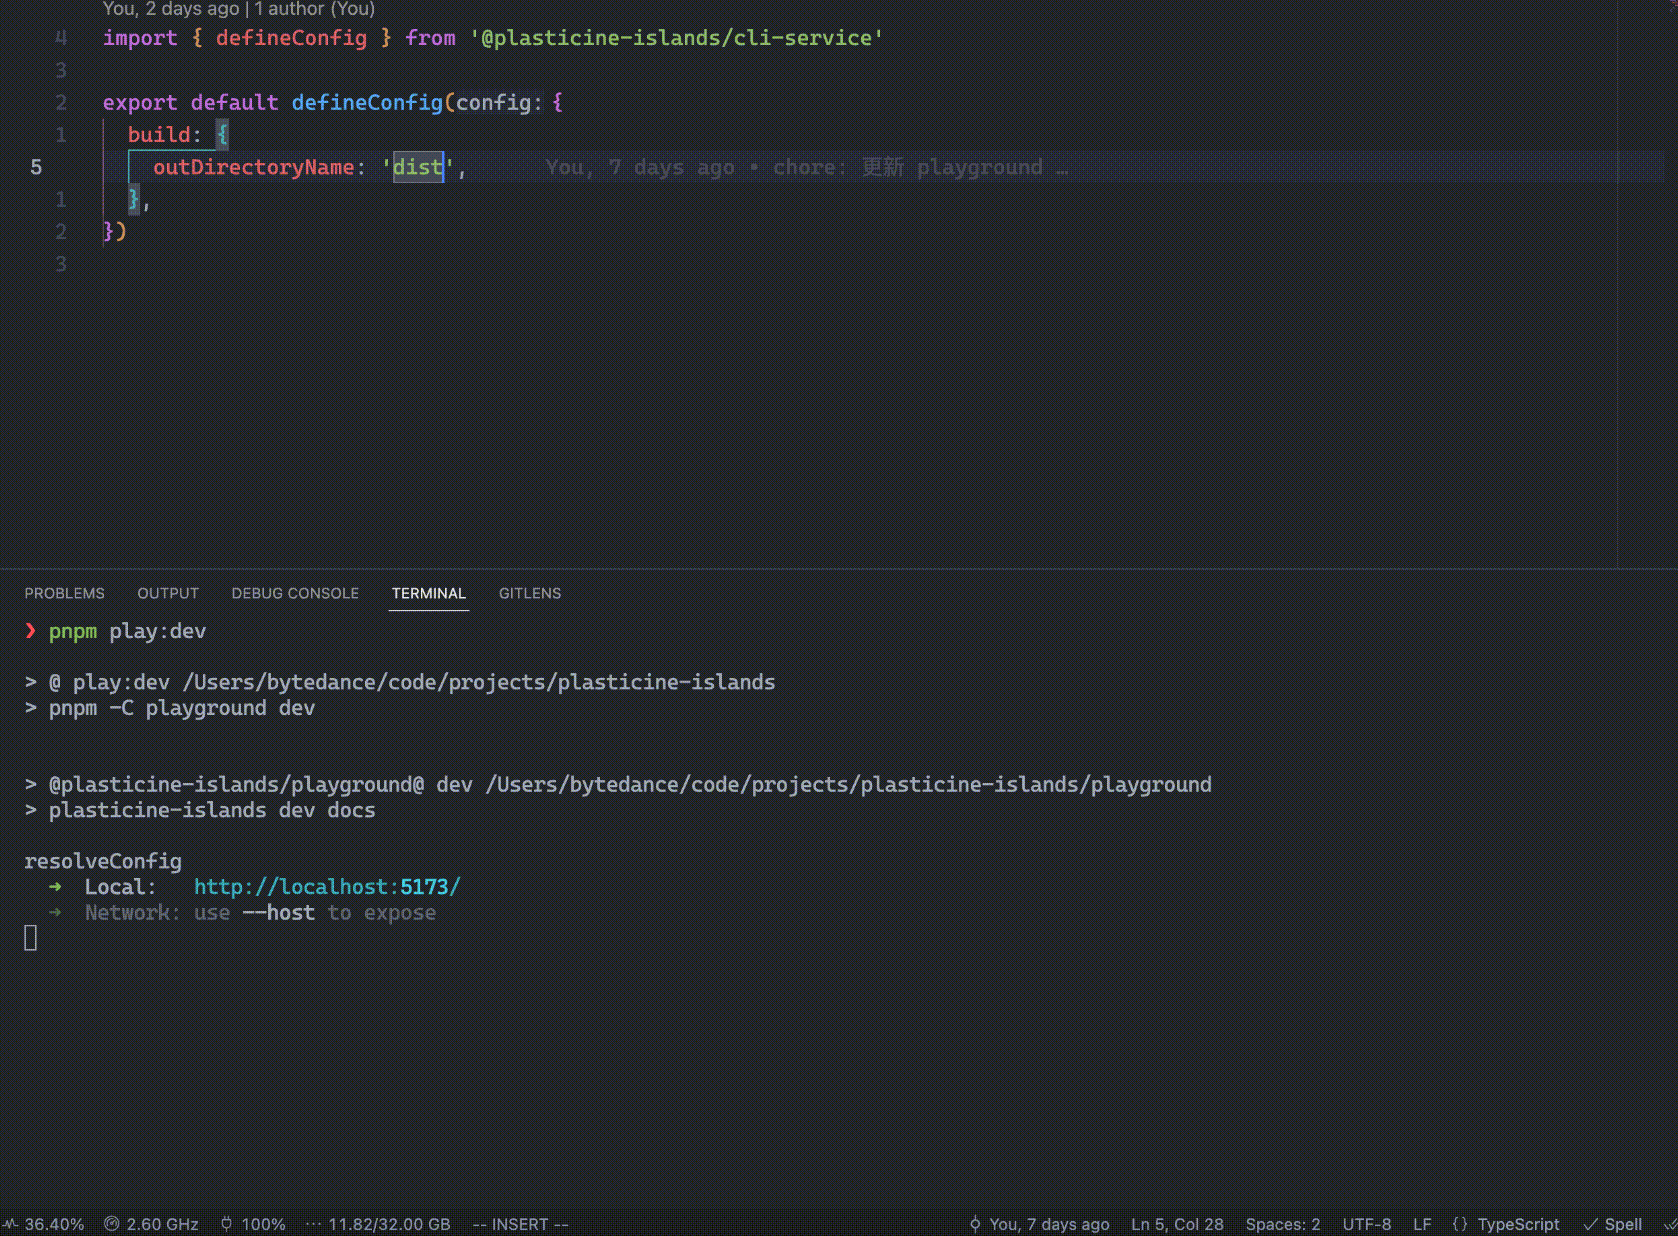 You, 2 days ago | 1 author (You)
4 import { defineConfig } from '@plasticine-islands/cli-service'
3
2 export default defineConfig(config: {
1 build: {
5 outDirectoryName: 'dist', You, 7 days ago • chore: 更新 playground …
1 },
2 })
3
PROBLEMS OUTPUT DEBUG CONSOLE TERMINAL GITLENS
❯ pnpm play:dev
> @ play:dev /Users/bytedance/code/projects/plasticine-islands
> pnpm -C playground dev
> @plasticine-islands/playground@ dev /Users/bytedance/code/projects/plasticine-islands/playground
> plasticine-islands dev docs
resolveConfig
➜ Local: http://localhost:5173/
➜ Network: use --host to expose
36.40% 2.60 GHz 100% ··· 11.82/32.00 GB -- INSERT -- You, 7 days ago Ln 5, Col 28 Spaces: 2 UTF-8 LF {} TypeScript ✓ Spell